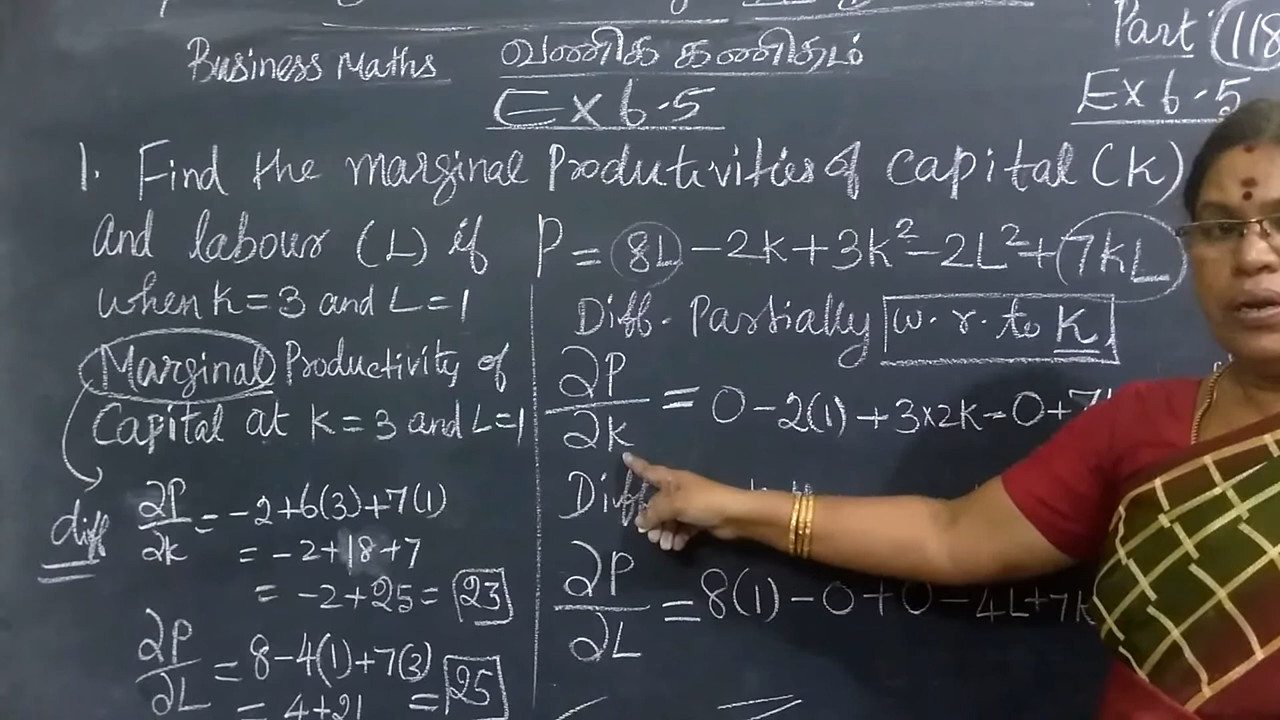 Business Maths வணிக கணிதம்
Part: 118
Ex 6.5
Ex 6.5
1. Find the marginal Produtivities of capital (K)
and labour (L) if P = 8L - 2K + 3K² - 2L² + 7KL
when K = 3 and L = 1
Marginal Productivity of
Capital at K = 3 and L = 1
diff ∂P/∂K = -2 + 6(3) + 7(1)
= -2 + 18 + 7
= -2 + 25 = 23
∂P/∂L = 8 - 4(1) + 7(3)
= 4 + 21 = 25
Diff. Partially w.r.to K
∂P/∂K = 0 - 2(1) + 3×2K - 0 + 7
Diff
∂P/∂L = 8(1) - 0 + 0 - 4L + 7K